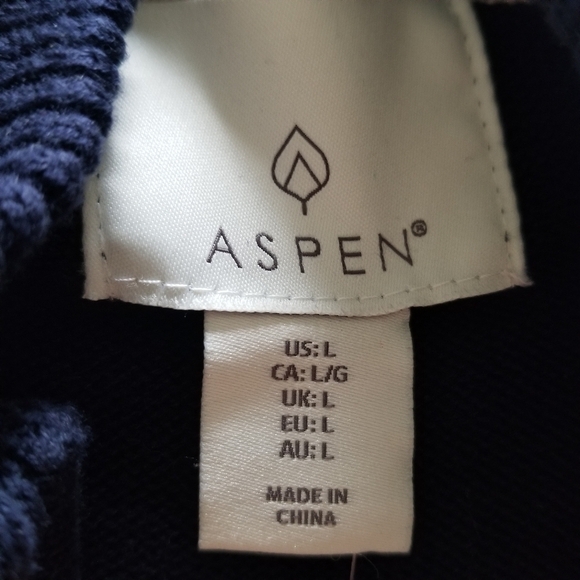 ASPEN®
US: L
CA: L/G
UK: L
EU: L
AU: L
MADE IN
CHINA